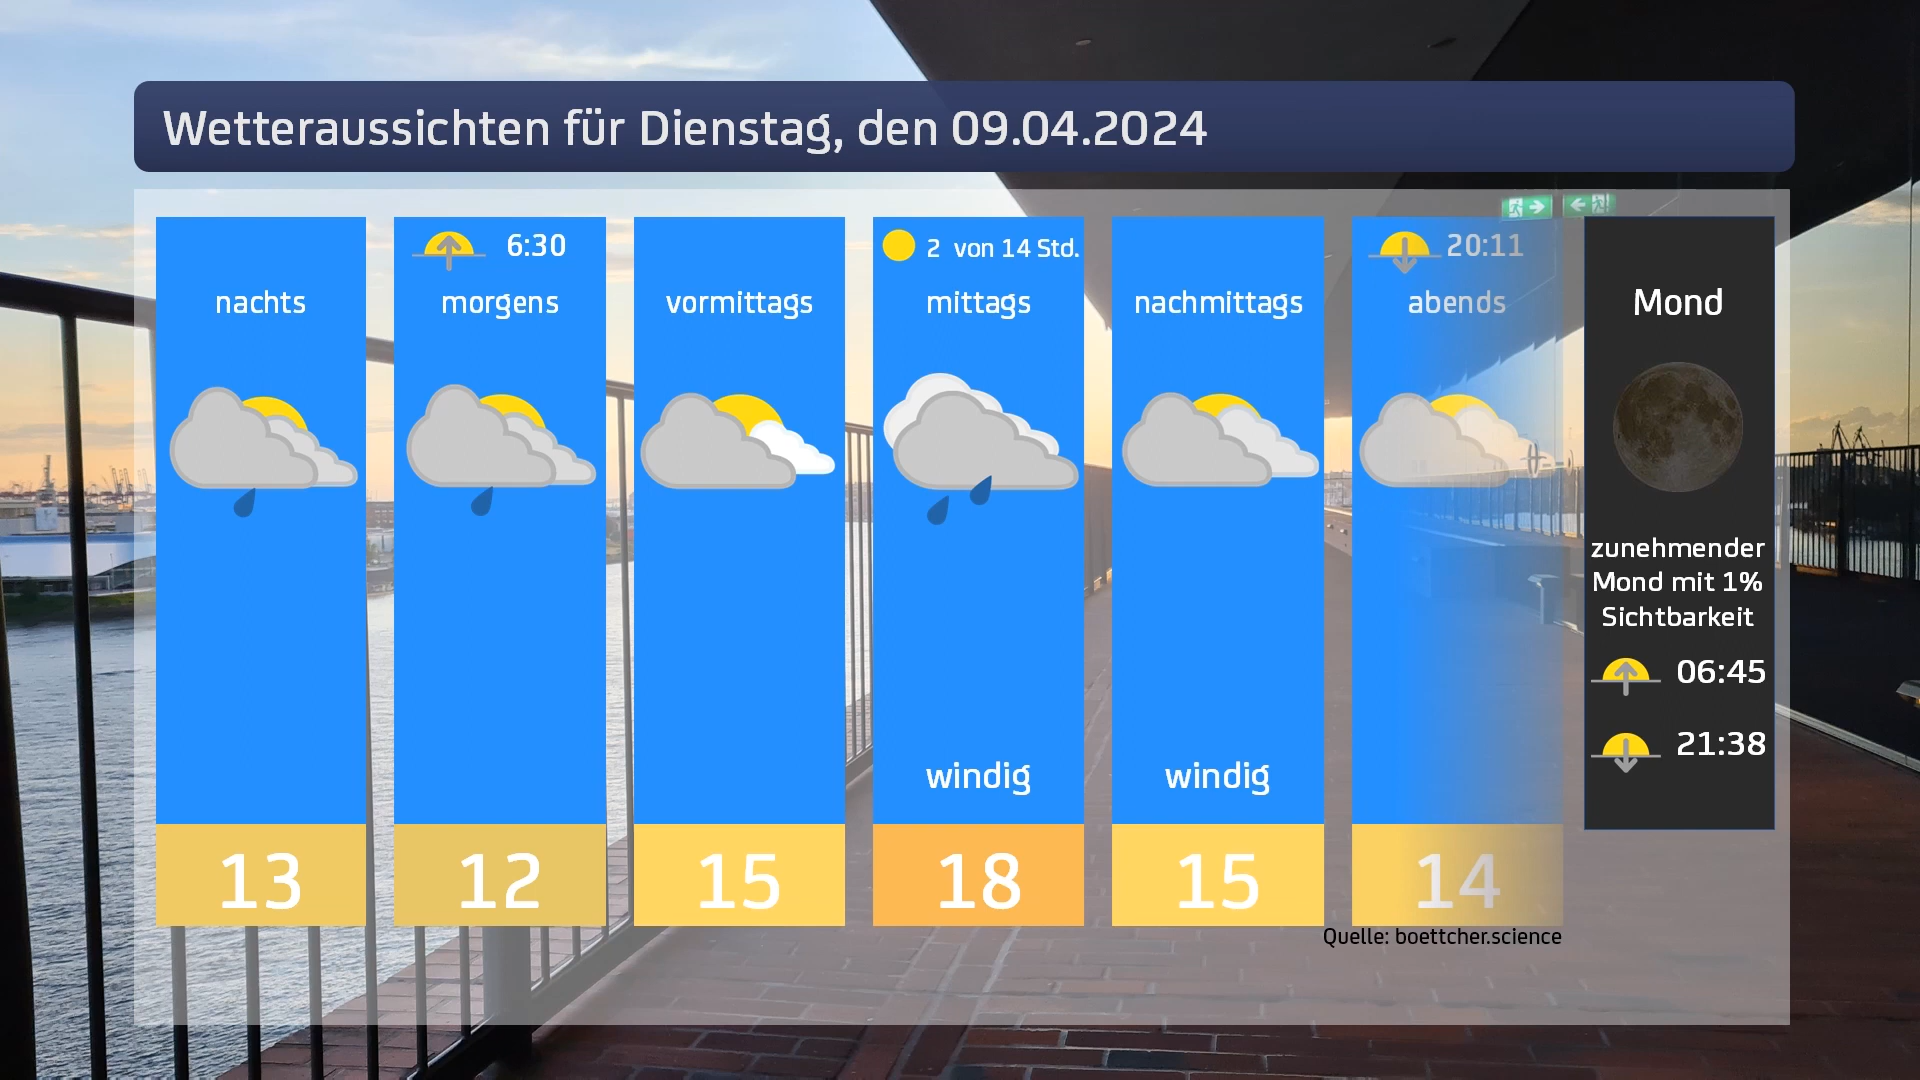 Wetteraussichten für Dienstag, den 09.04.2024
nachts
13
6:30
morgens
12
vormittags
15
2 von 14 Std.
mittags
windig
18
nachmittags
windig
15
20:11
abends
14
Mond
zunehmender
Mond mit 1%
Sichtbarkeit
06:45
21:38
Quelle: boettcher.science